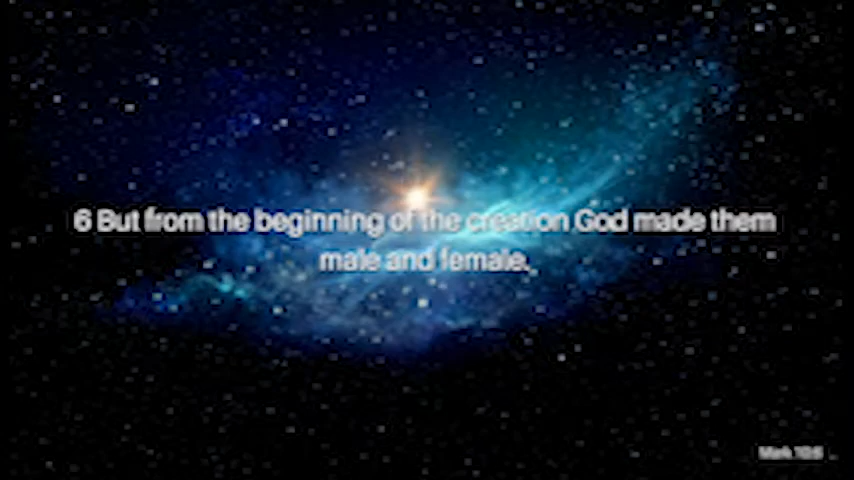 6 But from the beginning of the creation God made them
male and female.
Mark 10:6